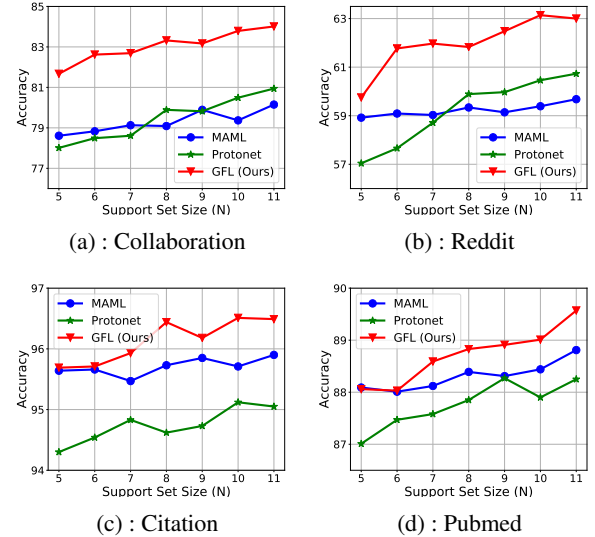 85
83
81
79
77
Accuracy
MAML
Protonet
GFL (Ours)
5 6 7 8 9 10 11
Support Set Size (N)
(a) : Collaboration
63
61
59
57
Accuracy
MAML
Protonet
GFL (Ours)
5 6 7 8 9 10 11
Support Set Size (N)
(b) : Reddit
97
96
95
94
Accuracy
MAML
Protonet
GFL (Ours)
5 6 7 8 9 10 11
Support Set Size (N)
(c) : Citation
90
89
88
87
Accuracy
MAML
Protonet
GFL (Ours)
5 6 7 8 9 10 11
Support Set Size (N)
(d) : Pubmed